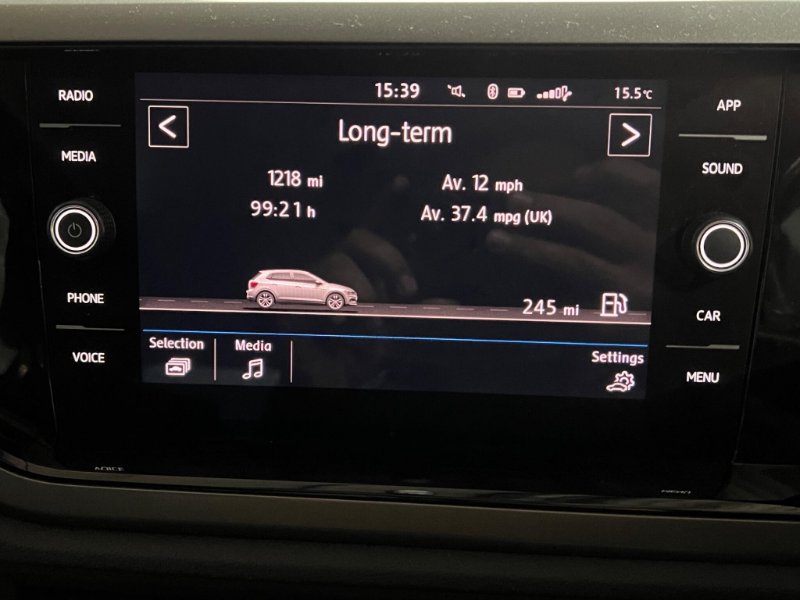 RADIO
MEDIA
PHONE
VOICE
15:39 15.5°C
Long-term
1218 mi Av. 12 mph
99:21 h Av. 37.4 mpg (UK)
245 mi
Selection Media Settings
APP
SOUND
CAR
MENU